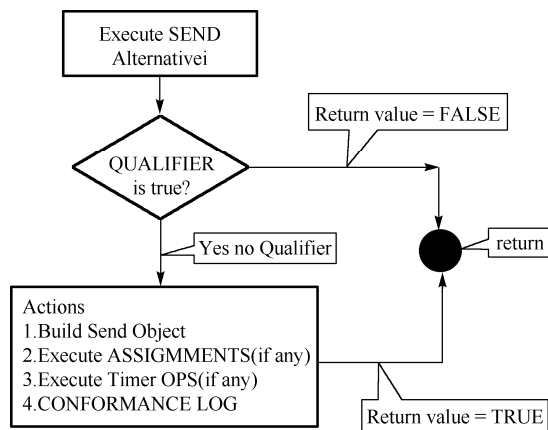 Execute SEND
Alternativei
Return value = FALSE
QUALIFIER
is true?
Yes no Qualifier
return
Actions
1.Build Send Object
2.Execute ASSIGMMENTS(if any)
3.Execute Timer OPS(if any)
4.CONFORMANCE LOG
Return value = TRUE